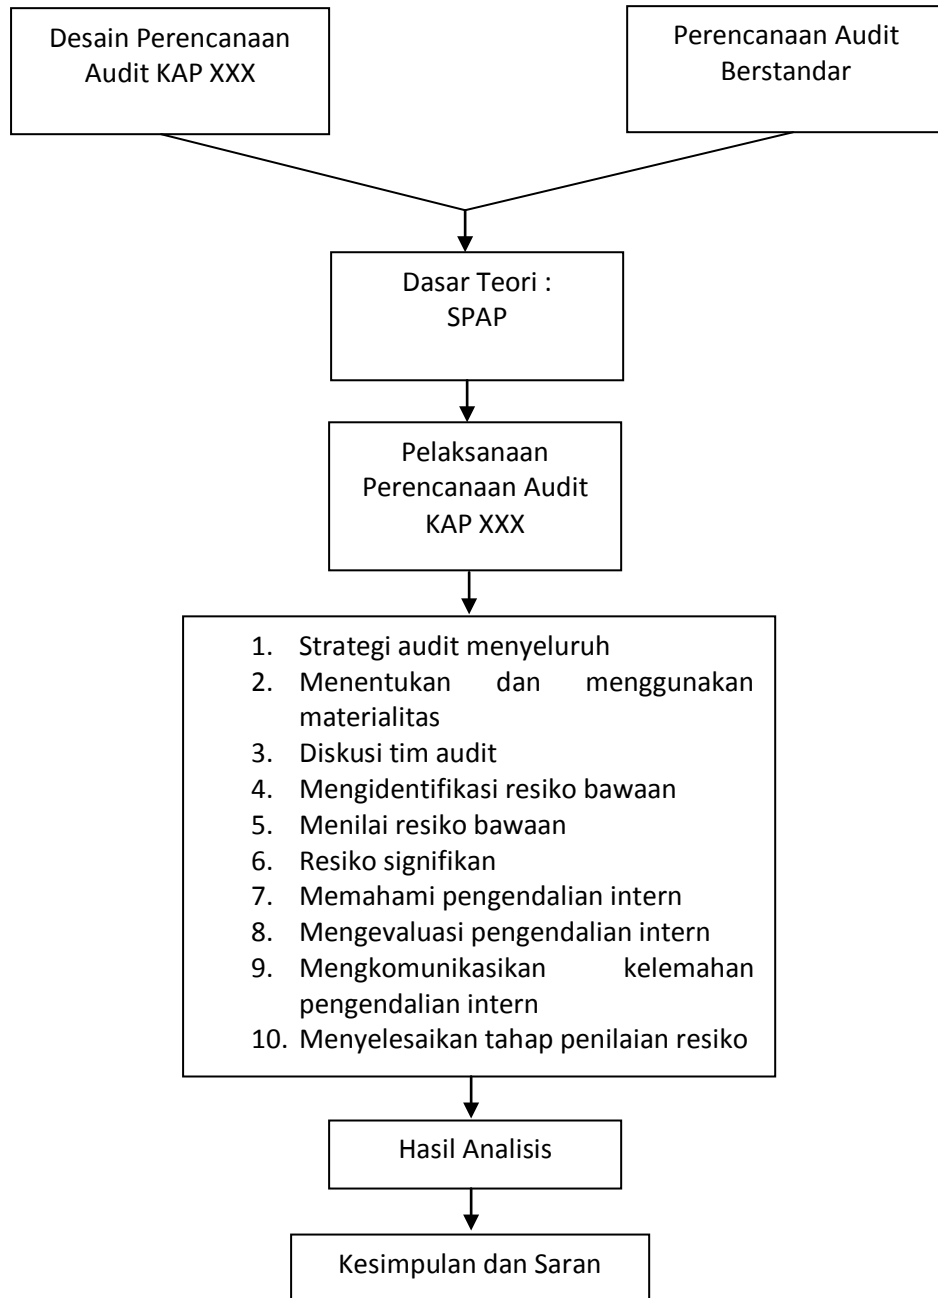 Desain Perencanaan
Audit KAP XXX
Perencanaan Audit
Berstandar
Dasar Teori :
SPAP
Pelaksanaan
Perencanaan Audit
KAP XXX
1. Strategi audit menyeluruh
2. Menentukan dan menggunakan
materialitas
3. Diskusi tim audit
4. Mengidentifikasi resiko bawaan
5. Menilai resiko bawaan
6. Resiko signifikan
7. Memahami pengendalian intern
8. Mengevaluasi pengendalian intern
9. Mengkomunikasikan kelemahan
pengendalian intern
10. Menyelesaikan tahap penilaian resiko
Hasil Analisis
Kesimpulan dan Saran